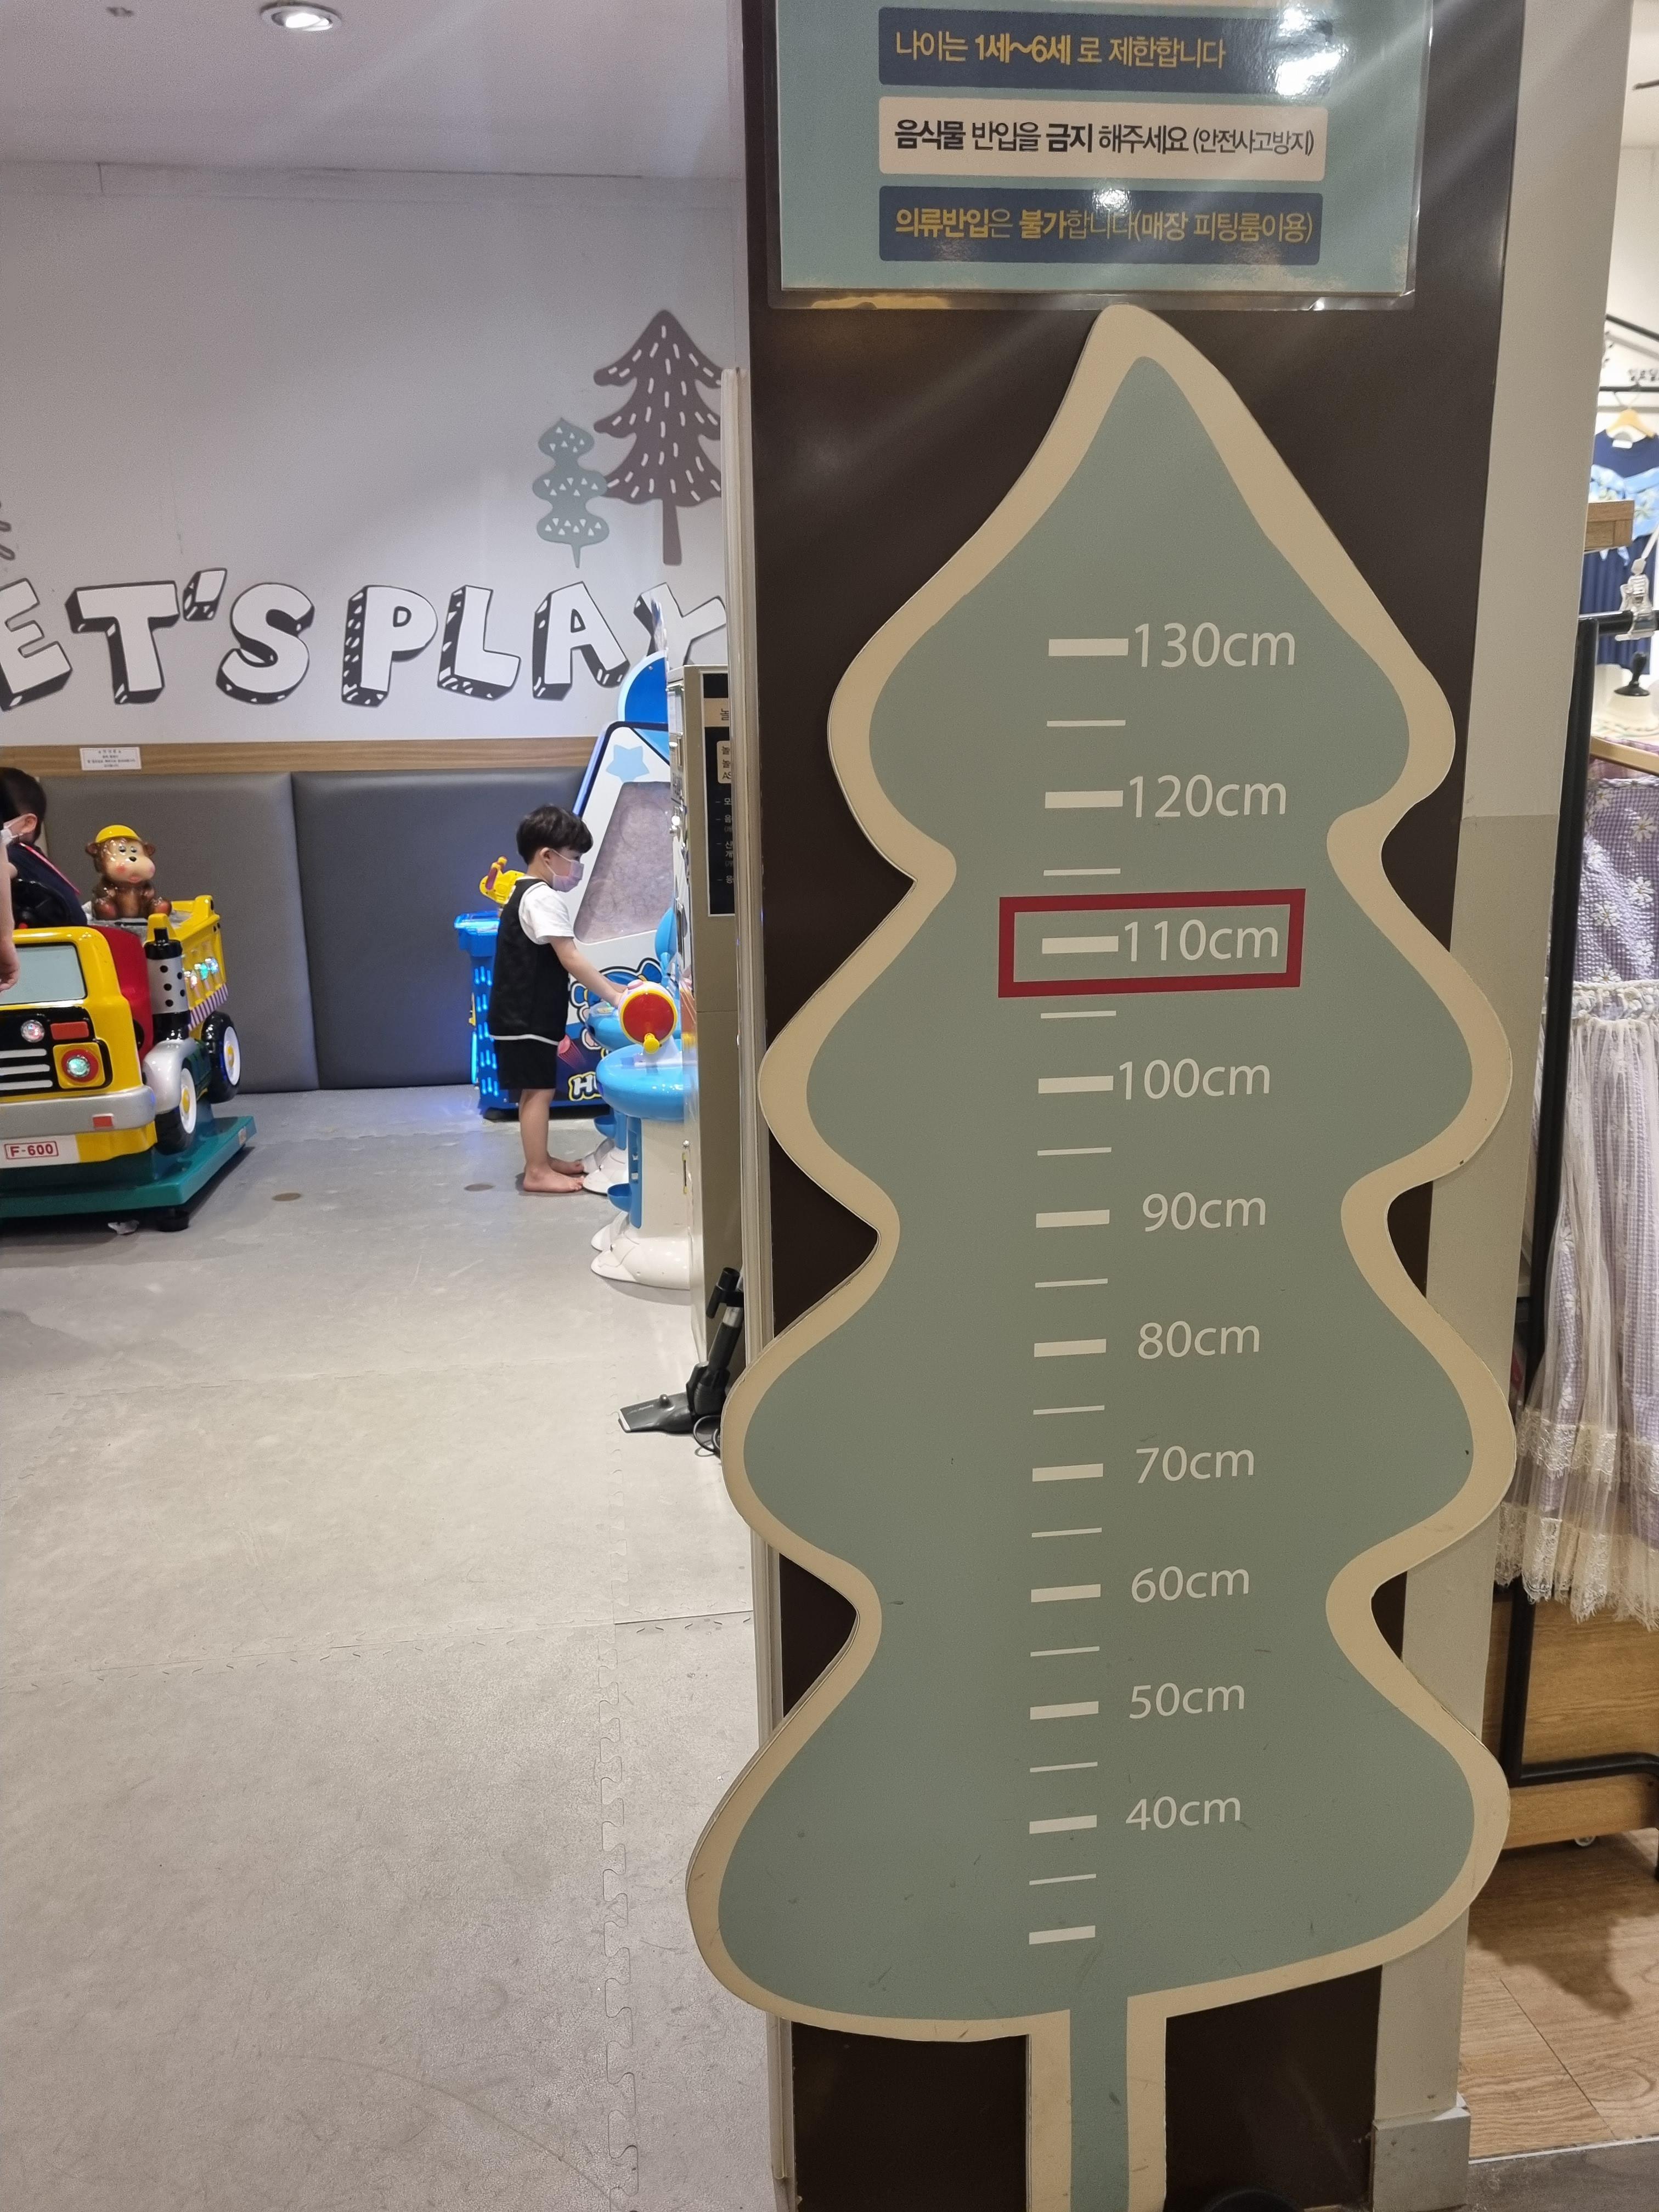 나이는 1세~6세 로 제한합니다
음식물 반입을 금지 해주세요 (안전사고방지)
의류반입은 불가합니다(매장 피팅룸이용)
ET'S PLAY
130cm
120cm
110cm
100cm
90cm
80cm
70cm
60cm
50cm
40cm
F-600